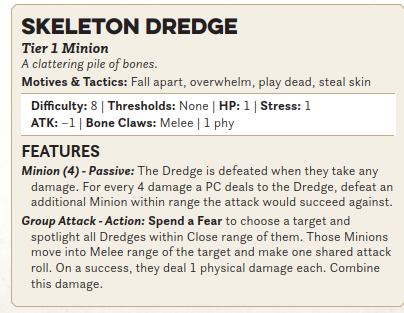 SKELETON DREDGE
Tier 1 Minion
A clattering pile of bones.
Motives & Tactics: Fall apart, overwhelm, play dead, steal skin
Difficulty: 8 | Thresholds: None | HP: 1 | Stress: 1
ATK: −1 | Bone Claws: Melee | 1 phy
FEATURES
Minion (4) - Passive: The Dredge is defeated when they take any
damage. For every 4 damage a PC deals to the Dredge, defeat an
additional Minion within range the attack would succeed against.
Group Attack - Action: Spend a Fear to choose a target and
spotlight all Dredges within Close range of them. Those Minions
move into Melee range of the target and make one shared attack
roll. On a success, they deal 1 physical damage each. Combine
this damage.